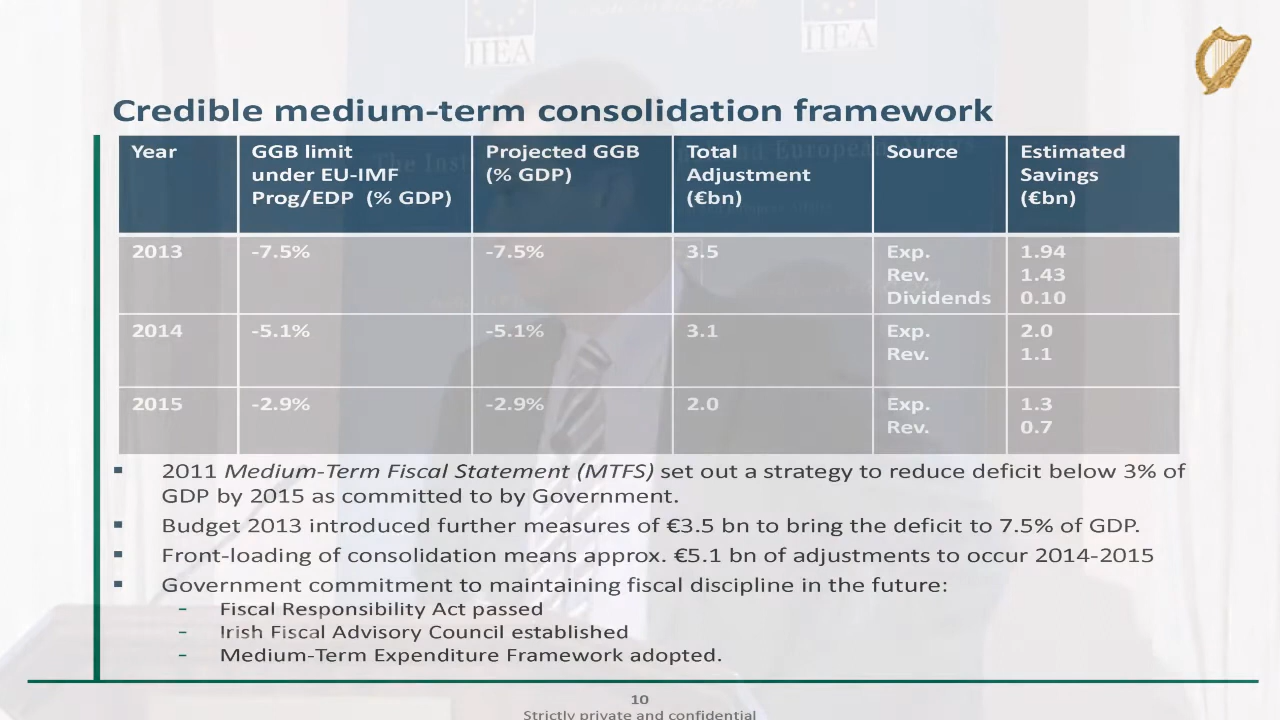 IIEA
IIEA
Credible medium-term consolidation framework
Year
GGB limit
under EU-IMF
Prog/EDP (% GDP)
Projected GGB
(% GDP)
Total
Adjustment
(€bn)
Source
Estimated
Savings
(€bn)
2013
-7.5%
-7.5%
3.5
Exp.
Rev.
Dividends
1.94
1.43
0.10
2014
-5.1%
-5.1%
3.1
Exp.
Rev.
2.0
1.1
2015
-2.9%
-2.9%
2.0
Exp.
Rev.
1.3
0.7
▪ 2011 Medium-Term Fiscal Statement (MTFS) set out a strategy to reduce deficit below 3% of
GDP by 2015 as committed to by Government.
▪ Budget 2013 introduced further measures of €3.5 bn to bring the deficit to 7.5% of GDP.
▪ Front-loading of consolidation means approx. €5.1 bn of adjustments to occur 2014-2015
▪ Government commitment to maintaining fiscal discipline in the future:
- Fiscal Responsibility Act passed
- Irish Fiscal Advisory Council established
- Medium-Term Expenditure Framework adopted.
10
Strictly private and confidential